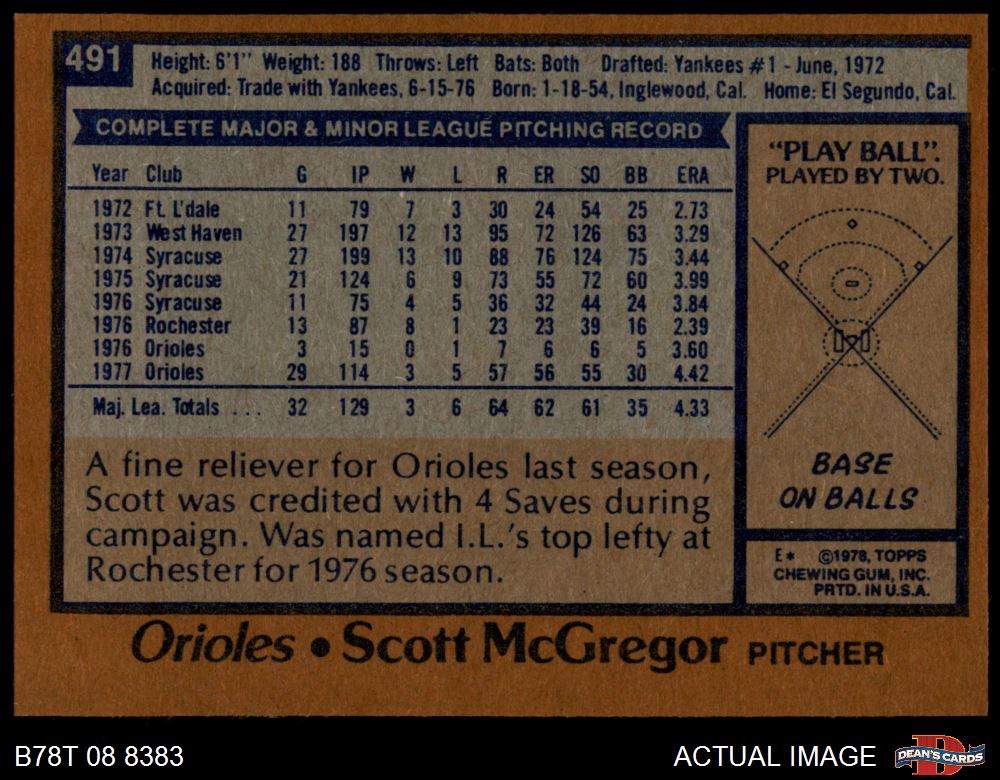 491
Height: 6'1" Weight: 188 Throws: Left Bats: Both Drafted: Yankees #1 - June, 1972
Acquired: Trade with Yankees, 6-15-76 Born: 1-18-54, Inglewood, Cal. Home: El Segundo, Cal.
COMPLETE MAJOR & MINOR LEAGUE PITCHING RECORD
Year Club G IP W L R ER SO BB ERA
1972 Ft. L'dale 11 79 7 3 30 24 54 25 2.73
1973 West Haven 27 197 12 13 95 72 126 63 3.29
1974 Syracuse 27 199 13 10 88 76 124 75 3.44
1975 Syracuse 21 124 6 9 73 55 72 60 3.99
1976 Syracuse 11 75 4 5 36 32 44 24 3.84
1976 Rochester 13 87 8 1 23 23 39 16 2.39
1976 Orioles 3 15 0 1 7 6 6 5 3.60
1977 Orioles 29 114 3 5 57 56 55 30 4.42
Maj. Lea. Totals ... 32 129 3 6 64 62 61 35 4.33
A fine reliever for Orioles last season,
Scott was credited with 4 Saves during
campaign. Was named I.L.'s top lefty at
Rochester for 1976 season.
"PLAY BALL".
PLAYED BY TWO.
BASE
ON BALLS
E* ©1978, TOPPS
CHEWING GUM, INC.
PRTD. IN U.S.A.
Orioles • Scott McGregor PITCHER
B78T 08 8383
ACTUAL IMAGE
DEAN'S CARDS